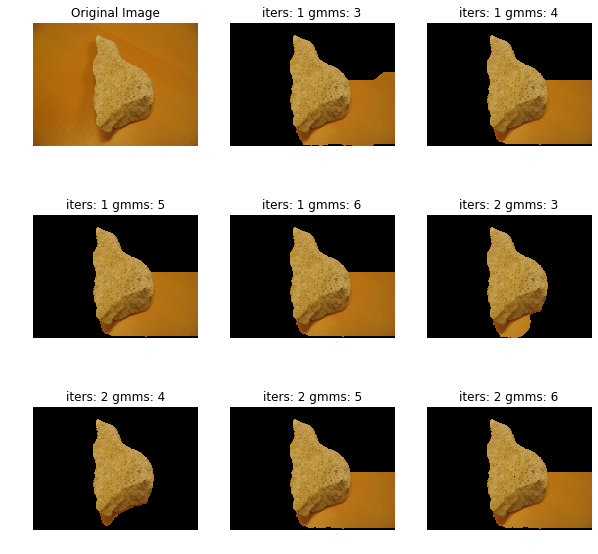 Original Image
iters: 1 gmms: 3
iters: 1 gmms: 4
iters: 1 gmms: 5
iters: 1 gmms: 6
iters: 2 gmms: 3
iters: 2 gmms: 4
iters: 2 gmms: 5
iters: 2 gmms: 6